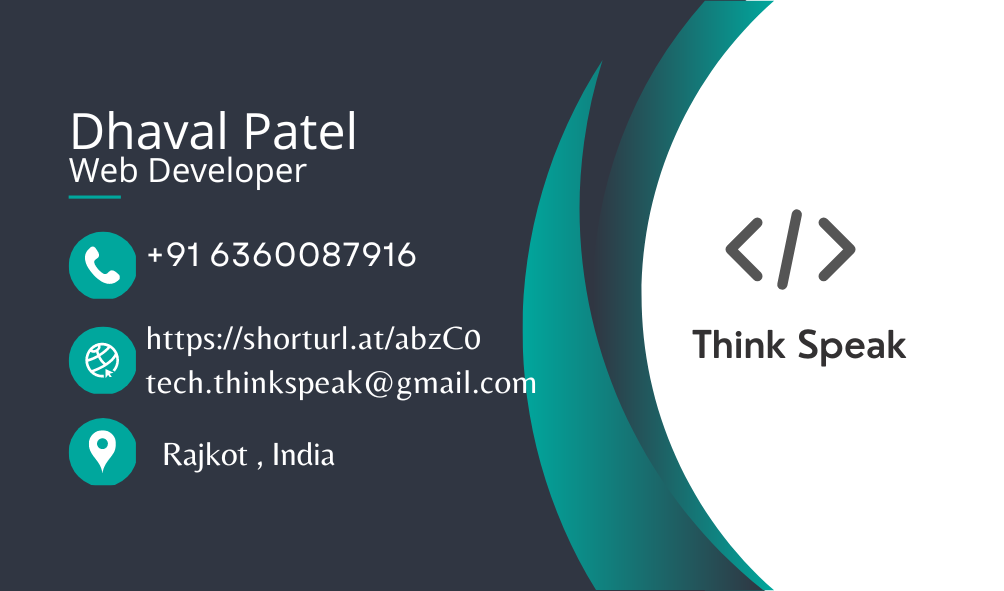 Dhaval Patel
Web Developer
+91 6360087916
https://shorturl.at/abzC0
tech.thinkspeak@gmail.com
Rajkot , India
</>
Think Speak